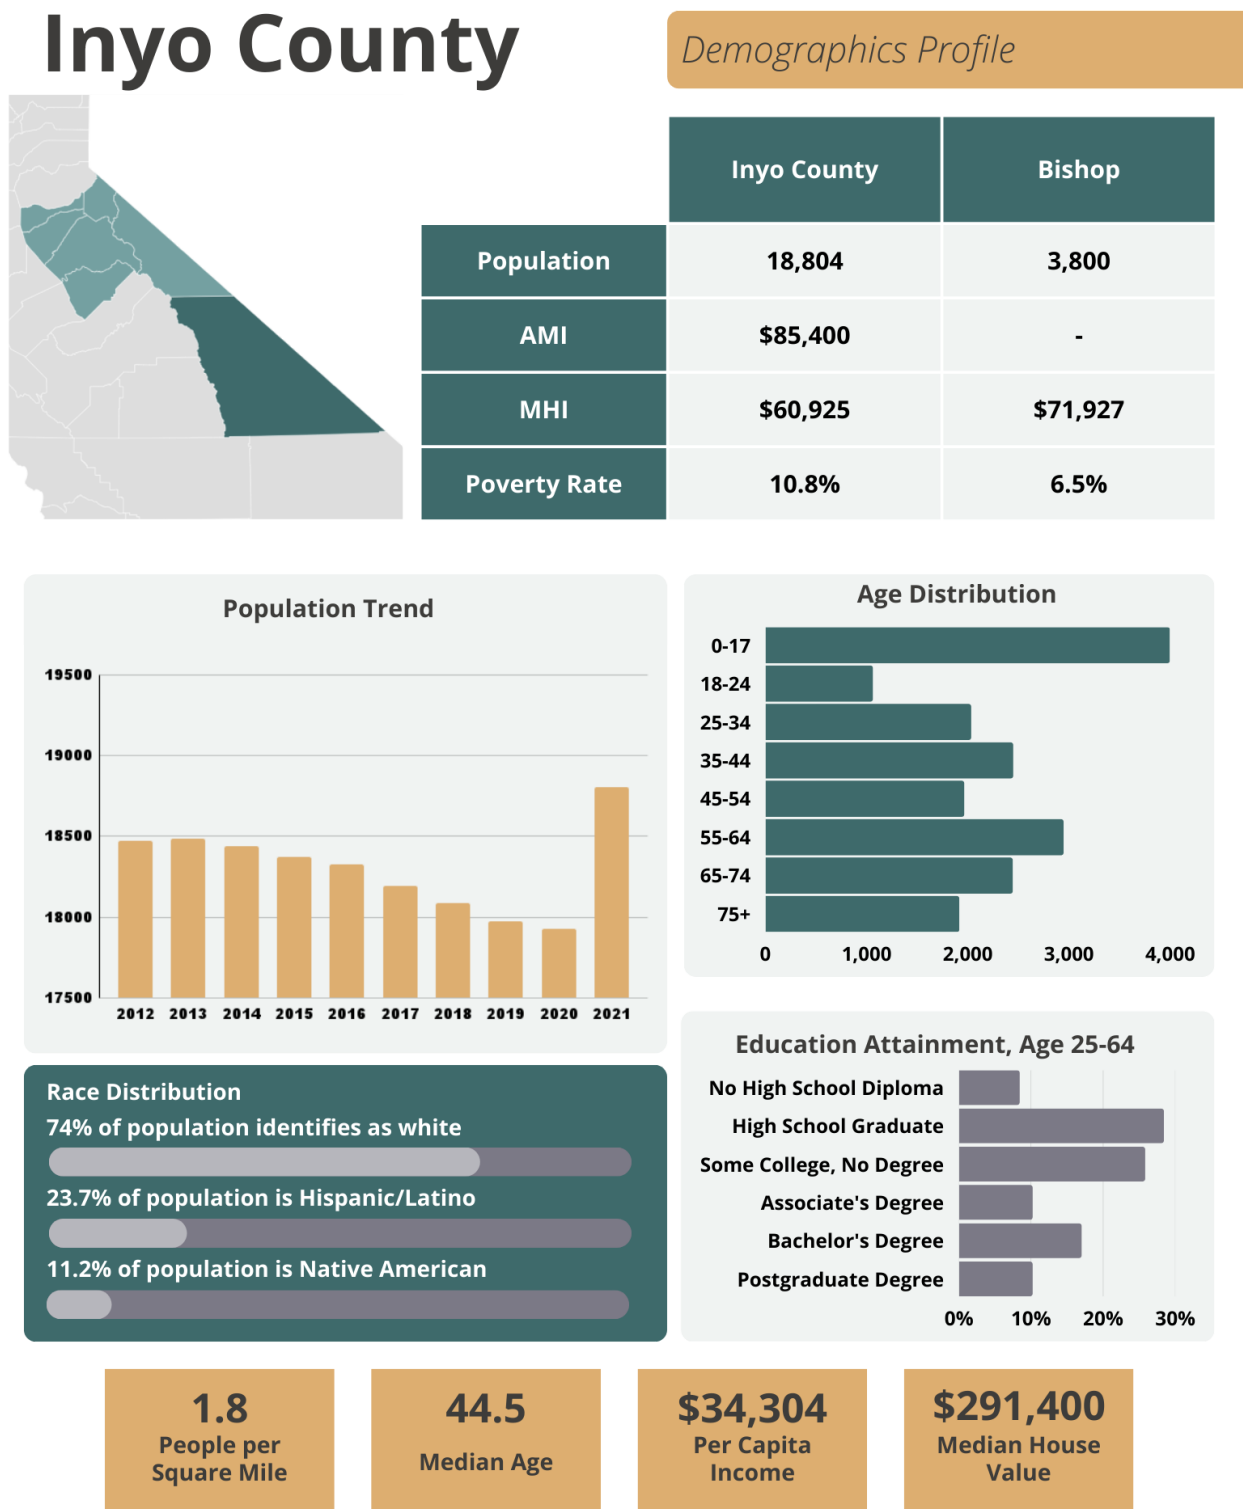 Inyo County
Demographics Profile
Inyo County Bishop
Population 18,804 3,800
AMI $85,400 -
MHI $60,925 $71,927
Poverty Rate 10.8% 6.5%
Population Trend
19500
19000
18500
18000
17500
2012 2013 2014 2015 2016 2017 2018 2019 2020 2021
Age Distribution
0-17
18-24
25-34
35-44
45-54
55-64
65-74
75+
0 1,000 2,000 3,000 4,000
Race Distribution
74% of population identifies as white
23.7% of population is Hispanic/Latino
11.2% of population is Native American
Education Attainment, Age 25-64
No High School Diploma
High School Graduate
Some College, No Degree
Associate's Degree
Bachelor's Degree
Postgraduate Degree
0% 10% 20% 30%
1.8
People per
Square Mile
44.5
Median Age
$34,304
Per Capita
Income
$291,400
Median House
Value